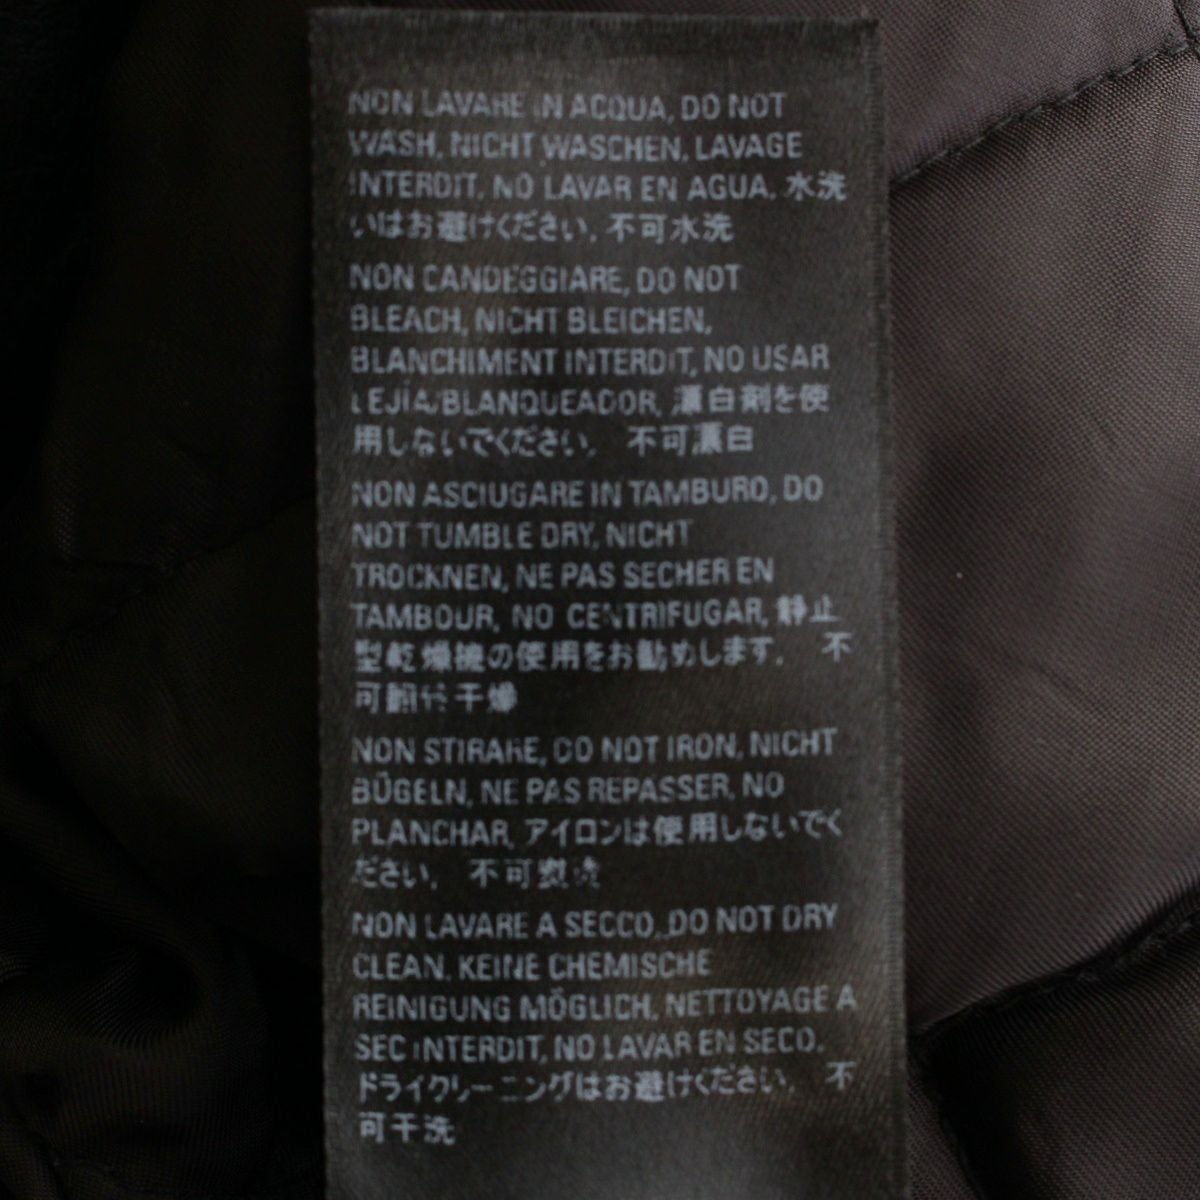 NON LAVARE IN ACQUA, DO NOT
WASH, NICHT WASCHEN, LAVAGE
INTERDIT, NO LAVAR EN AGUA. 水洗
いはお避けください. 不可水洗
NON CANDEGGIARE, DO NOT
BLEACH, NICHT BLEICHEN,
BLANCHIMENT INTERDIT, NO USAR
LEJÍA/BLANQUEADOR, 漂白剤を使
用しないでください. 不可漂白
NON ASCIUGARE IN TAMBURO, DO
NOT TUMBLE DRY, NICHT
TROCKNEN, NE PAS SECHER EN
TAMBOUR, NO CENTRIFUGAR, 静止
型乾燥機の使用をお勧めします. 不
可 干燥
NON STIRARE, DO NOT IRON, NICHT
BÜGELN, NE PAS REPASSER, NO
PLANCHAR, アイロンは使用しないでく
ださい. 不可
NON LAVARE A SECCO, DO NOT DRY
CLEAN, KEINE CHEMISCHE
REINIGUNG MÖGLICH, NETTOYAGE A
SEC INTERDIT, NO LAVAR EN SECO.
ドライクリーニングはお避けください. 不
可干洗